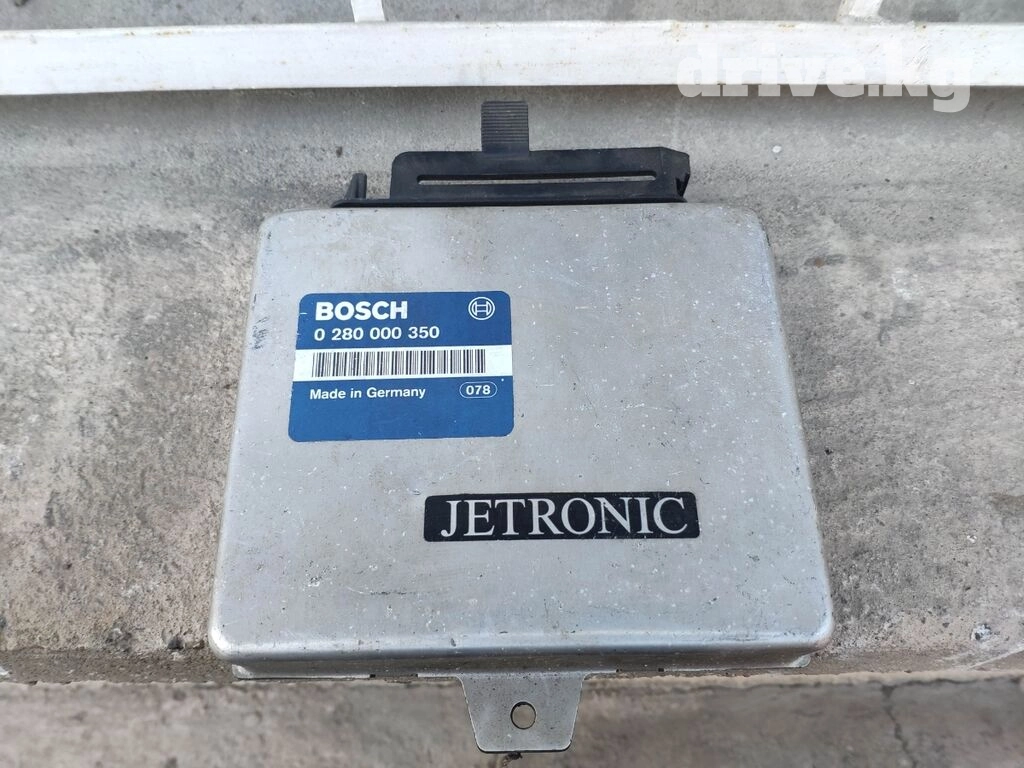 drive.kg
BOSCH
0 280 000 350
Made in Germany 078
JETRONIC